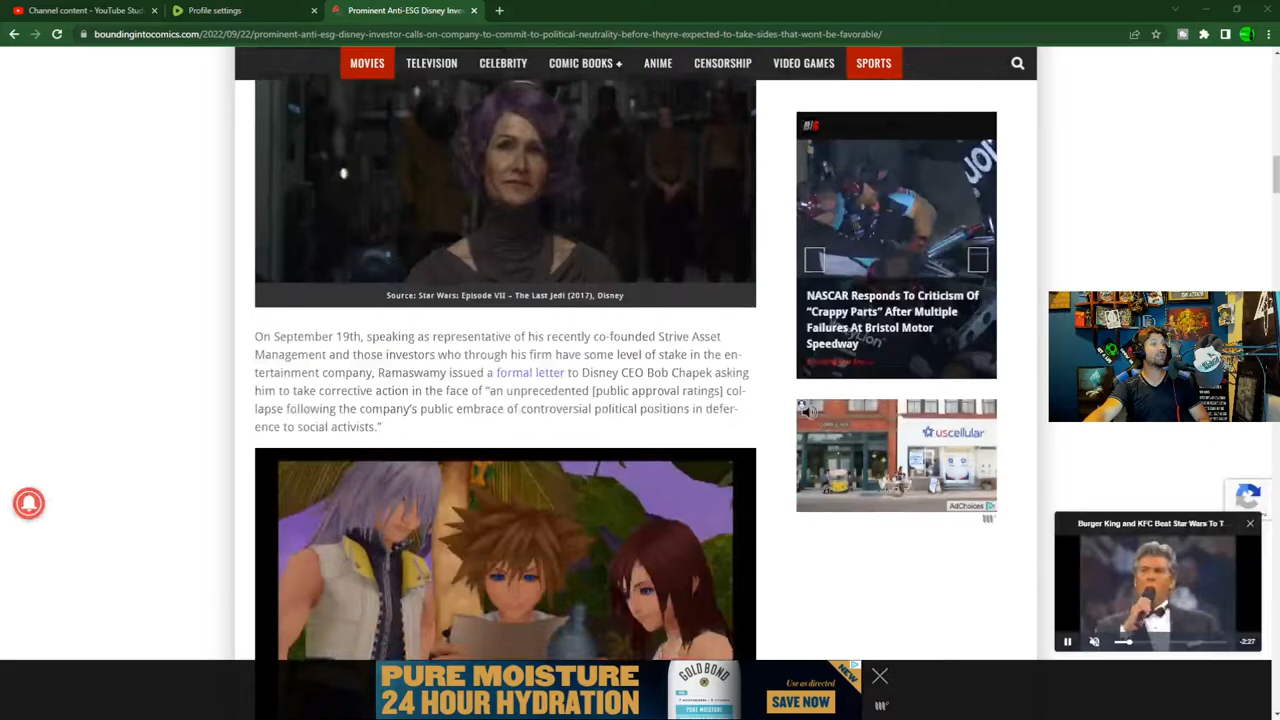 Channel content - YouTube Stud
Profile settings
Prominent Anti-ESG Disney Inves
boundingintocomics.com/2022/09/22/prominent-anti-esg-disney-investor-calls-on-company-to-commit-to-political-neutrality-before-theyre-expected-to-take-sides-that-wont-be-favorable/
MOVIES TELEVISION CELEBRITY COMIC BOOKS + ANIME CENSORSHIP VIDEO GAMES SPORTS
Source: Star Wars: Episode VII – The Last Jedi (2017), Disney
On September 19th, speaking as representative of his recently co-founded Strive Asset
Management and those investors who through his firm have some level of stake in the en-
tertainment company, Ramaswamy issued a formal letter to Disney CEO Bob Chapek asking
him to take corrective action in the face of “an unprecedented [public approval ratings] col-
lapse following the company’s public embrace of controversial political positions in defer-
ence to social activists.”
NASCAR Responds To Criticism Of
“Crappy Parts” After Multiple
Failures At Bristol Motor
Speedway
uscellular
AdChoices
Burger King and KFC Beat Star Wars To T...
-2:27
PURE MOISTURE
24 HOUR HYDRATION
GOLD BOND
PURE MOISTURE
Use as directed
SAVE NOW
NEW